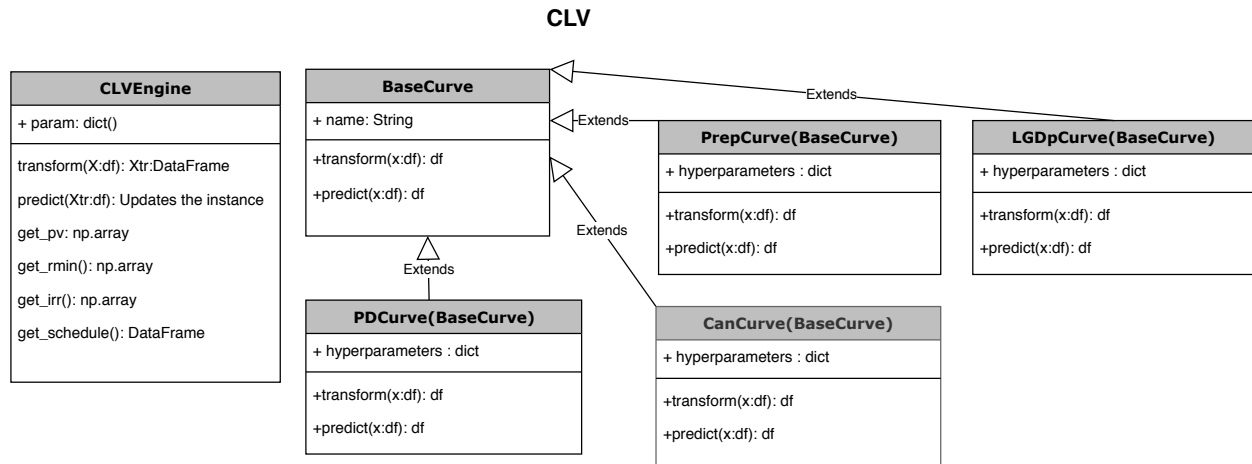 CLV
CLVEngine
+ param: dict()
transform(X:df): Xtr:DataFrame
predict(Xtr:df): Updates the instance
get_pv: np.array
get_rmin(): np.array
get_irr(): np.array
get_schedule(): DataFrame
BaseCurve
+ name: String
+transform(x:df): df
+predict(x:df): df
Extends
Extends
Extends
Extends
PrepCurve(BaseCurve)
+ hyperparameters : dict
+transform(x:df): df
+predict(x:df): df
LGDpCurve(BaseCurve)
+ hyperparameters : dict
+transform(x:df): df
+predict(x:df): df
PDCurve(BaseCurve)
+ hyperparameters : dict
+transform(x:df): df
+predict(x:df): df
CanCurve(BaseCurve)
+ hyperparameters : dict
+transform(x:df): df
+predict(x:df): df